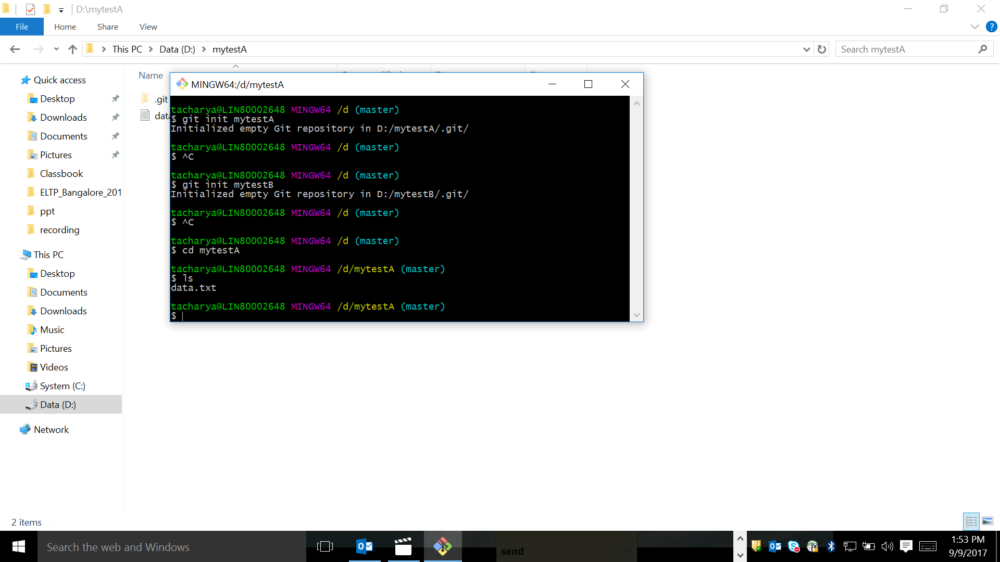 D:\mytestA
File Home Share View
This PC Data (D:) mytestA
Search mytestA
Name
Quick access
Desktop
Downloads
Documents
Pictures
Classbook
ELTP_Bangalore_201
ppt
recording
This PC
Desktop
Documents
Downloads
Music
Pictures
Videos
System (C:)
Data (D:)
Network
.git
data
MINGW64:/d/mytestA
tacharya@LIN80002648 MINGW64 /d (master)
$ git init mytestA
Initialized empty Git repository in D:/mytestA/.git/
tacharya@LIN80002648 MINGW64 /d (master)
$ ^C
tacharya@LIN80002648 MINGW64 /d (master)
$ git init mytestB
Initialized empty Git repository in D:/mytestB/.git/
tacharya@LIN80002648 MINGW64 /d (master)
$ ^C
tacharya@LIN80002648 MINGW64 /d (master)
$ cd mytestA
tacharya@LIN80002648 MINGW64 /d/mytestA (master)
$ ls
data.txt
tacharya@LIN80002648 MINGW64 /d/mytestA (master)
$
2 items
Search the web and Windows
send
1:53 PM
9/9/2017